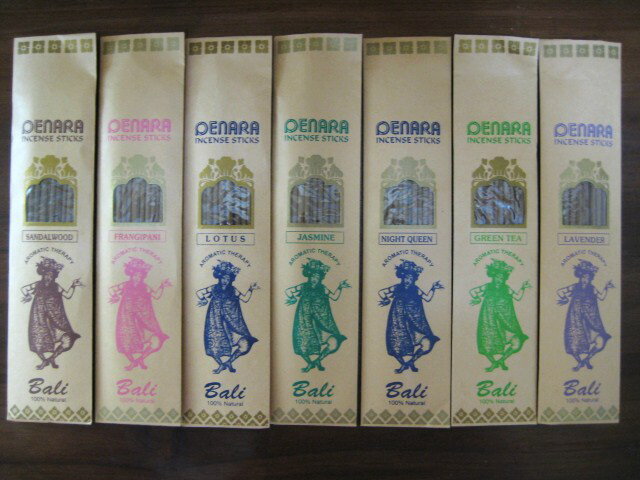 PENARA
INCENSE STICKS
SANDALWOOD
AROMATIC THERAPY
Bali
100% Natural
PENARA
INCENSE STICKS
FRANGIPANI
AROMATIC THERAPY
Bali
100% Natural
PENARA
INCENSE STICKS
LOTUS
AROMATIC THERAPY
Bali
100% Natural
PENARA
INCENSE STICKS
JASMINE
AROMATIC THERAPY
Bali
100% Natural
PENARA
INCENSE STICKS
NIGHT QUEEN
AROMATIC THERAPY
Bali
100% Natural
PENARA
INCENSE STICKS
GREEN TEA
AROMATIC THERAPY
Bali
100% Natural
PENARA
INCENSE STICKS
LAVENDER
AROMATIC THERAPY
Bali
100% Natural